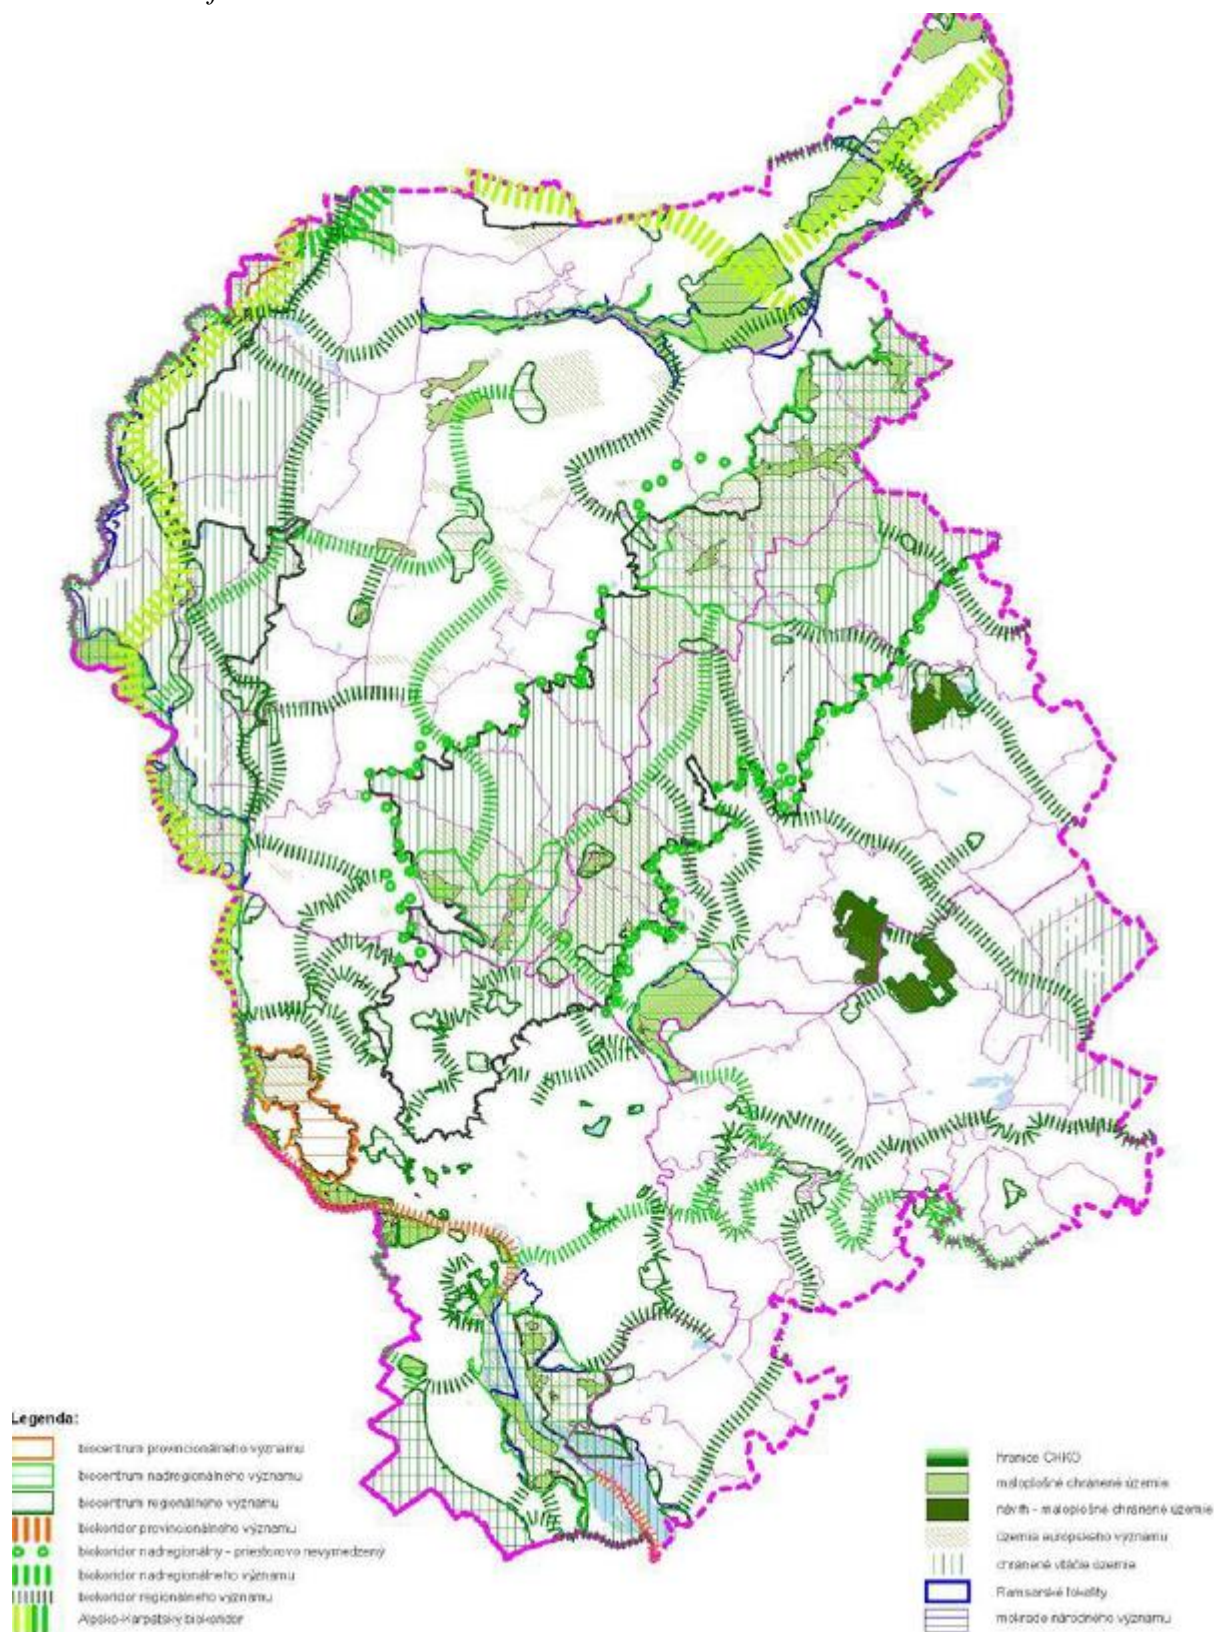 Legenda:
biocentrum provincionálneho významu
biocentrum nadregionálneho významu
biocentrum regionálneho významu
biokoridor provincionálneho významu
biokoridor nadregionálny - priestorovo nevymedzený
biokoridor nadregionálneho významu
biokoridor regionálneho významu
Alpsko-Karpatský biokoridor
hranice CHKO
maloplošné chránené územie
návrh - maloplošné chránené územie
územia európskeho významu
chránené vtáčie územie
Ramsarské lokality
mokrade národného významu